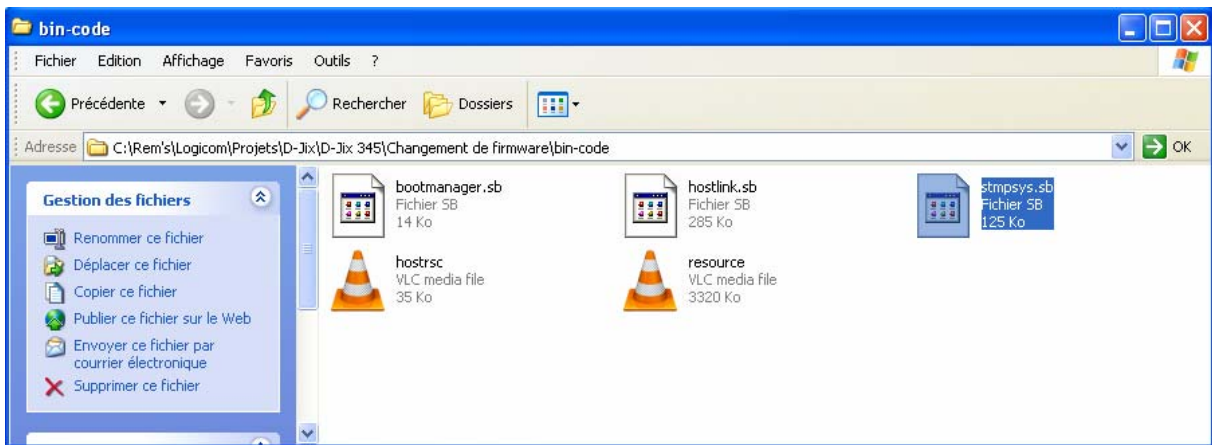 bin-code
Fichier Edition Affichage Favoris Outils ?
Précédente Rechercher Dossiers
Adresse C:\Rem's\Logicom\Projets\D-Jix\D-Jix 345\Changement de firmware\bin-code OK
Gestion des fichiers
Renommer ce fichier
Déplacer ce fichier
Copier ce fichier
Publier ce fichier sur le Web
Envoyer ce fichier par
courrier électronique
Supprimer ce fichier
bootmanager.sb
Fichier SB
14 Ko
hostlink.sb
Fichier SB
285 Ko
stmpsys.sb
Fichier SB
125 Ko
hostrsc
VLC media file
35 Ko
resource
VLC media file
3320 Ko